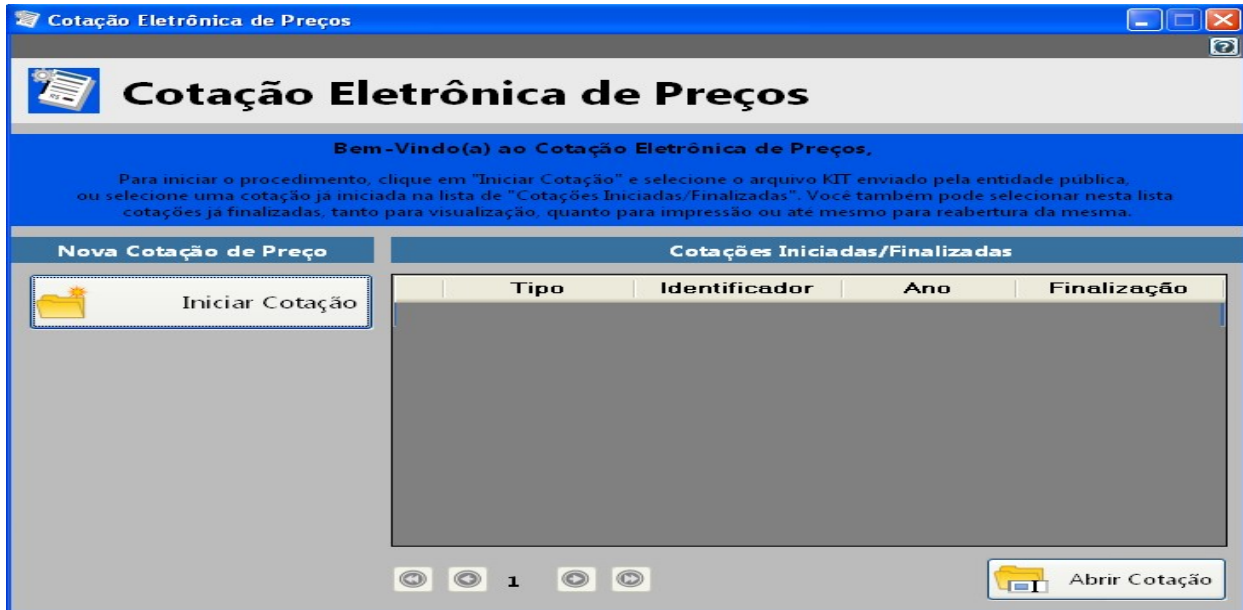 Cotação Eletrônica de Preços
Cotação Eletrônica de Preços
Bem-Vindo(a) ao Cotação Eletrônica de Preços,
Para iniciar o procedimento, clique em "Iniciar Cotação" e selecione o arquivo KIT enviado pela entidade pública,
ou selecione uma cotação já iniciada na lista de "Cotações Iniciadas/Finalizadas". Você também pode selecionar nesta lista
cotações já finalizadas, tanto para visualização, quanto para impressão ou até mesmo para reabertura da mesma.
Nova Cotação de Preço
Cotações Iniciadas/Finalizadas
Iniciar Cotação
Tipo Identificador Ano Finalização
1
Abrir Cotação